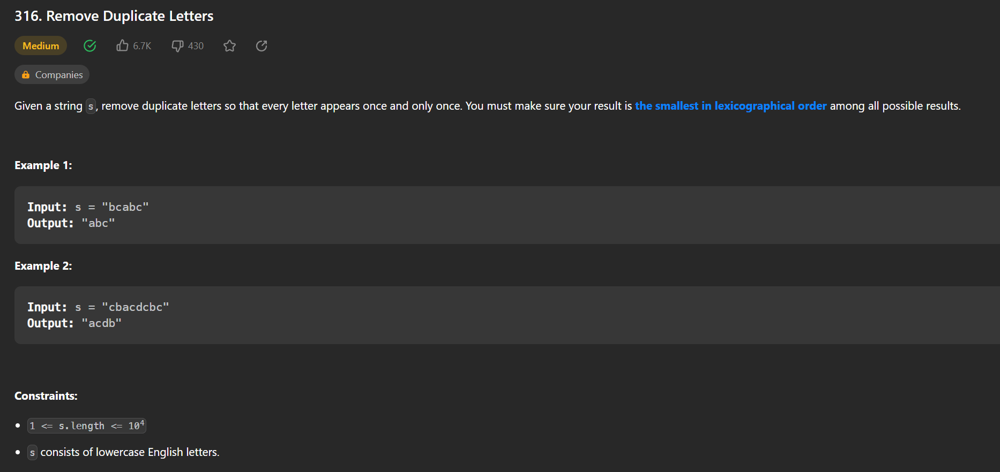 316. Remove Duplicate Letters
Medium 6.7K 430
Companies
Given a string s, remove duplicate letters so that every letter appears once and only once. You must make sure your result is the smallest in lexicographical order among all possible results.
Example 1:
Input: s = "bcabc"
Output: "abc"
Example 2:
Input: s = "cbacdcbc"
Output: "acdb"
Constraints:
• 1 <= s.length <= 10⁴
• s consists of lowercase English letters.